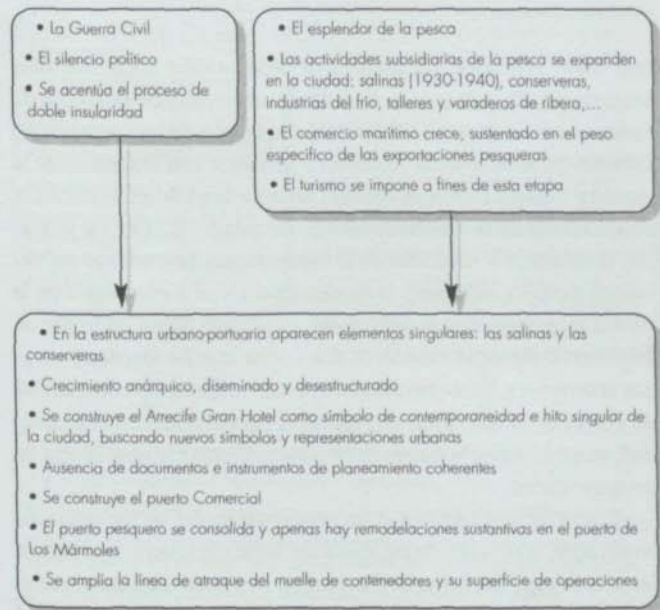 • La Guerra Civil
• El silencio político
• Se acentúa el proceso de
doble insularidad
• El esplendor de la pesca
• Las actividades subsidiarias de la pesca se expanden
en la ciudad: salinas (1930-1940), conserveras,
industrias del frío, talleres y varaderos de ribera,...
• El comercio marítimo crece, sustentado en el peso
específico de las exportaciones pesqueras
• El turismo se impone a fines de esta etapa
• En la estructura urbano-portuaria aparecen elementos singulares: las salinas y las
conserveras
• Crecimiento anárquico, diseminado y desestructurado
• Se construye el Arrecife Gran Hotel como símbolo de contemporaneidad e hito singular de
la ciudad, buscando nuevos símbolos y representaciones urbanas
• Ausencia de documentos e instrumentos de planeamiento coherentes
• Se construye el puerto Comercial
• El puerto pesquero se consolida y apenas hay remodelaciones sustantivas en el puerto de
Los Mármoles
• Se amplia la línea de atraque del muelle de contenedores y su superficie de operaciones